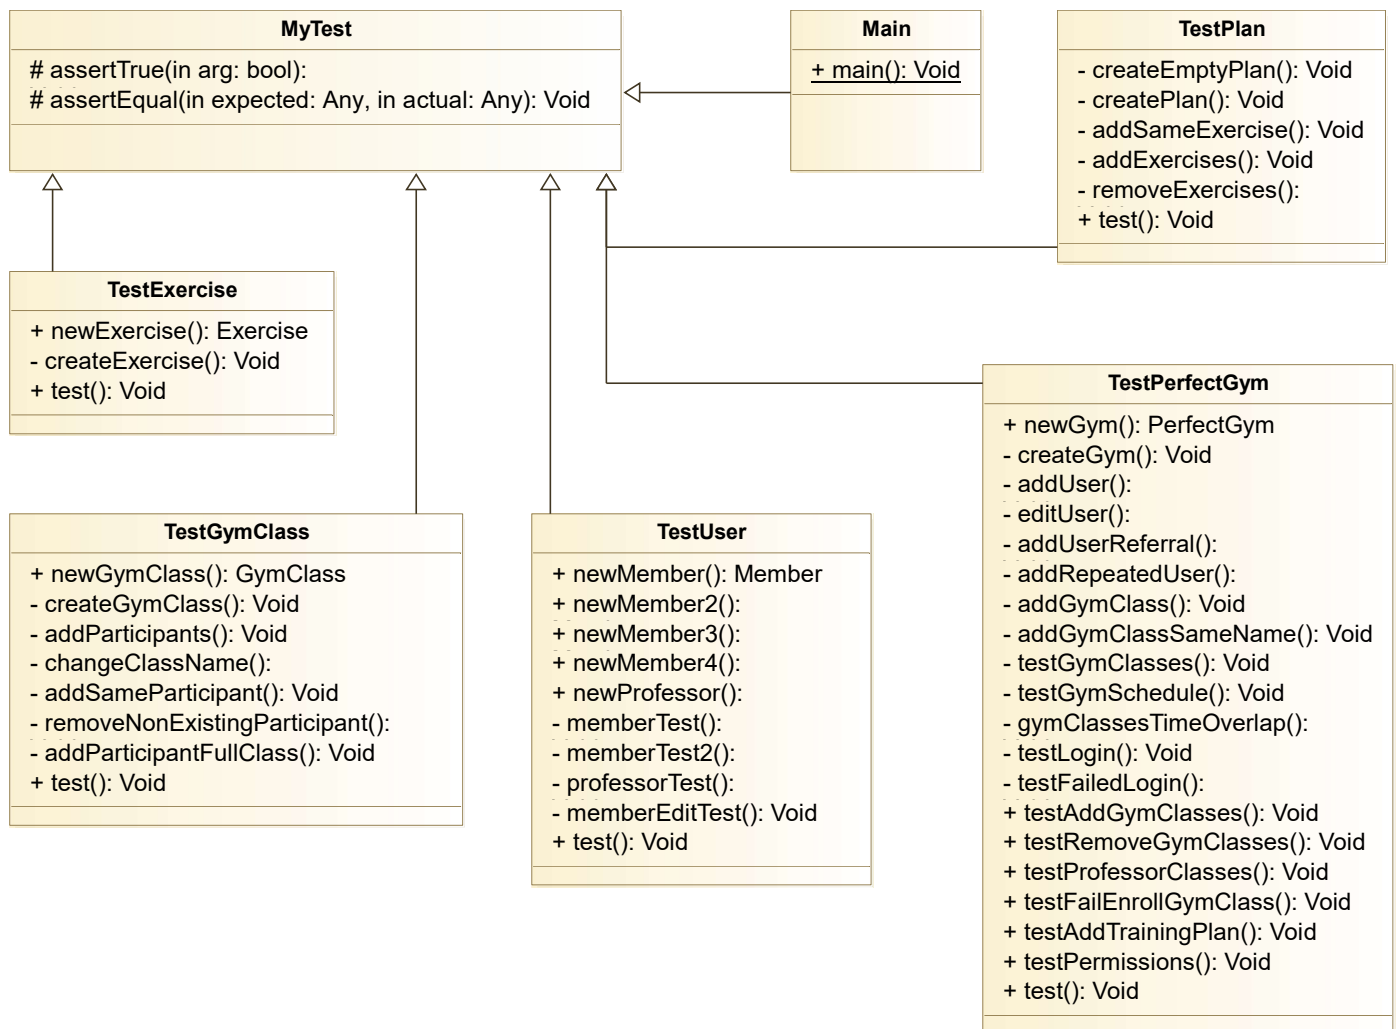 MyTest
# assertTrue(in arg: bool):
# assertEqual(in expected: Any, in actual: Any): Void
Main
+ main(): Void
TestPlan
- createEmptyPlan(): Void
- createPlan(): Void
- addSameExercise(): Void
- addExercises(): Void
- removeExercises():
+ test(): Void
TestExercise
+ newExercise(): Exercise
- createExercise(): Void
+ test(): Void
TestGymClass
+ newGymClass(): GymClass
- createGymClass(): Void
- addParticipants(): Void
- changeClassName():
- addSameParticipant(): Void
- removeNonExistingParticipant():
- addParticipantFullClass(): Void
+ test(): Void
TestUser
+ newMember(): Member
+ newMember2():
+ newMember3():
+ newMember4():
+ newProfessor():
- memberTest():
- memberTest2():
- professorTest():
- memberEditTest(): Void
+ test(): Void
TestPerfectGym
+ newGym(): PerfectGym
- createGym(): Void
- addUser():
- editUser():
- addUserReferral():
- addRepeatedUser():
- addGymClass(): Void
- addGymClassSameName(): Void
- testGymClasses(): Void
- testGymSchedule(): Void
- gymClassesTimeOverlap():
- testLogin(): Void
- testFailedLogin():
+ testAddGymClasses(): Void
+ testRemoveGymClasses(): Void
+ testProfessorClasses(): Void
+ testFailEnrollGymClass(): Void
+ testAddTrainingPlan(): Void
+ testPermissions(): Void
+ test(): Void